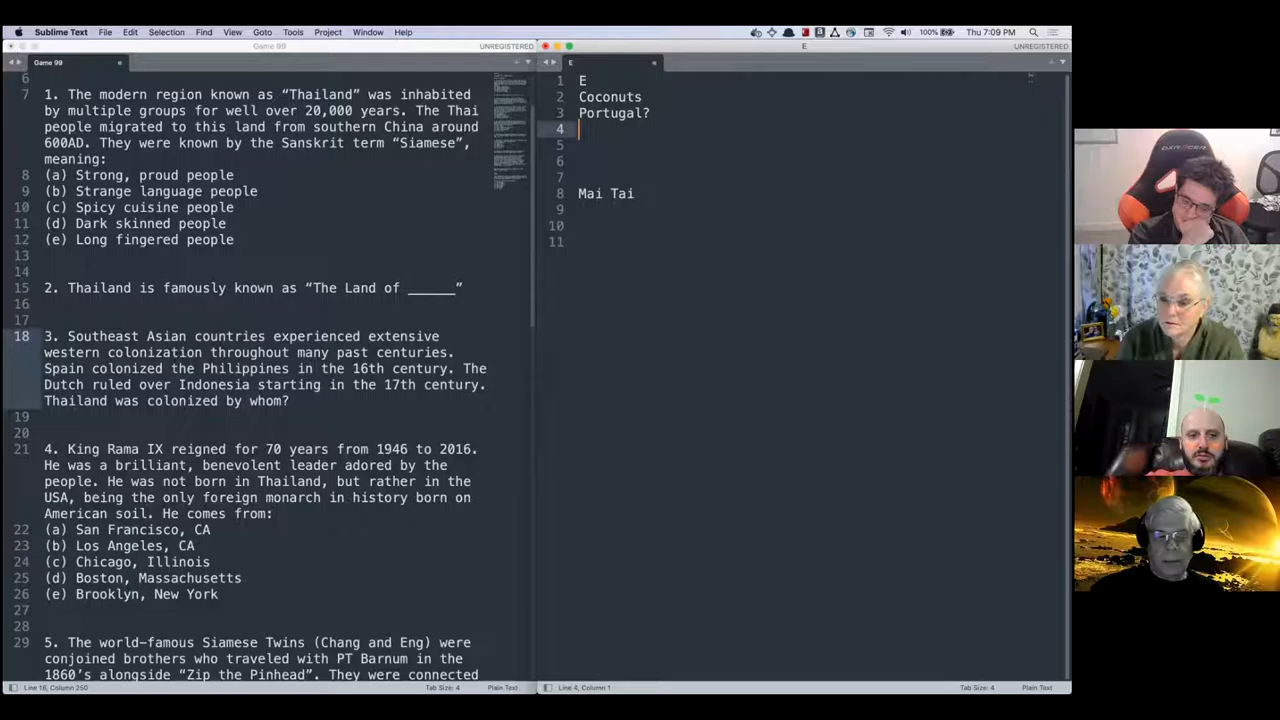 Sublime Text File Edit Selection Find View Goto Tools Project Window Help
100% Thu 7:09 PM
Game 99 UNREGISTERED
E UNREGISTERED
Game 99
E
6
7 1. The modern region known as “Thailand” was inhabited
by multiple groups for well over 20,000 years. The Thai
people migrated to this land from southern China around
600AD. They were known by the Sanskrit term “Siamese”,
meaning:
8 (a) Strong, proud people
9 (b) Strange language people
10 (c) Spicy cuisine people
11 (d) Dark skinned people
12 (e) Long fingered people
13
14
15 2. Thailand is famously known as “The Land of ______”
16
17
18 3. Southeast Asian countries experienced extensive
western colonization throughout many past centuries.
Spain colonized the Philippines in the 16th century. The
Dutch ruled over Indonesia starting in the 17th century.
Thailand was colonized by whom?
19
20
21 4. King Rama IX reigned for 70 years from 1946 to 2016.
He was a brilliant, benevolent leader adored by the
people. He was not born in Thailand, but rather in the
USA, being the only foreign monarch in history born on
American soil. He comes from:
22 (a) San Francisco, CA
23 (b) Los Angeles, CA
24 (c) Chicago, Illinois
25 (d) Boston, Massachusetts
26 (e) Brooklyn, New York
27
28
29 5. The world-famous Siamese Twins (Chang and Eng) were
conjoined brothers who traveled with PT Barnum in the
1860’s alongside “Zip the Pinhead”. They were connected
Line 18, Column 250 Tab Size: 4 Plain Text
1 E
2 Coconuts
3 Portugal?
4
5
6
7
8 Mai Tai
9
10
11
Line 4, Column 1 Tab Size: 4 Plain Text